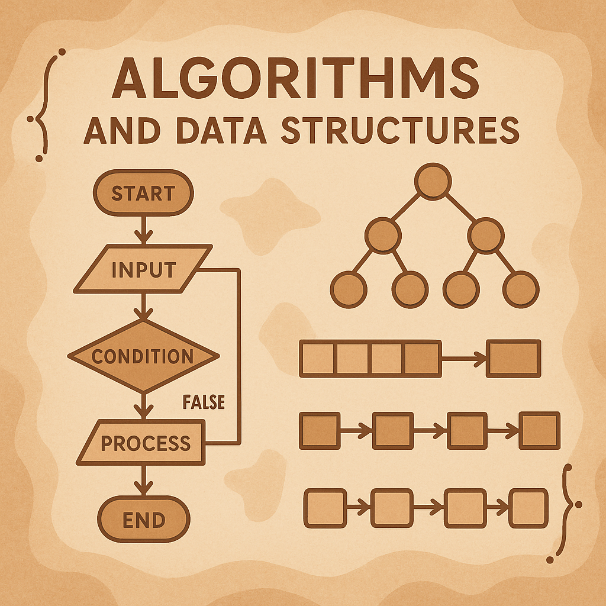 ALGORITHMS
AND DATA STRUCTURES
START
INPUT
CONDITION
FALSE
PROCESS
END